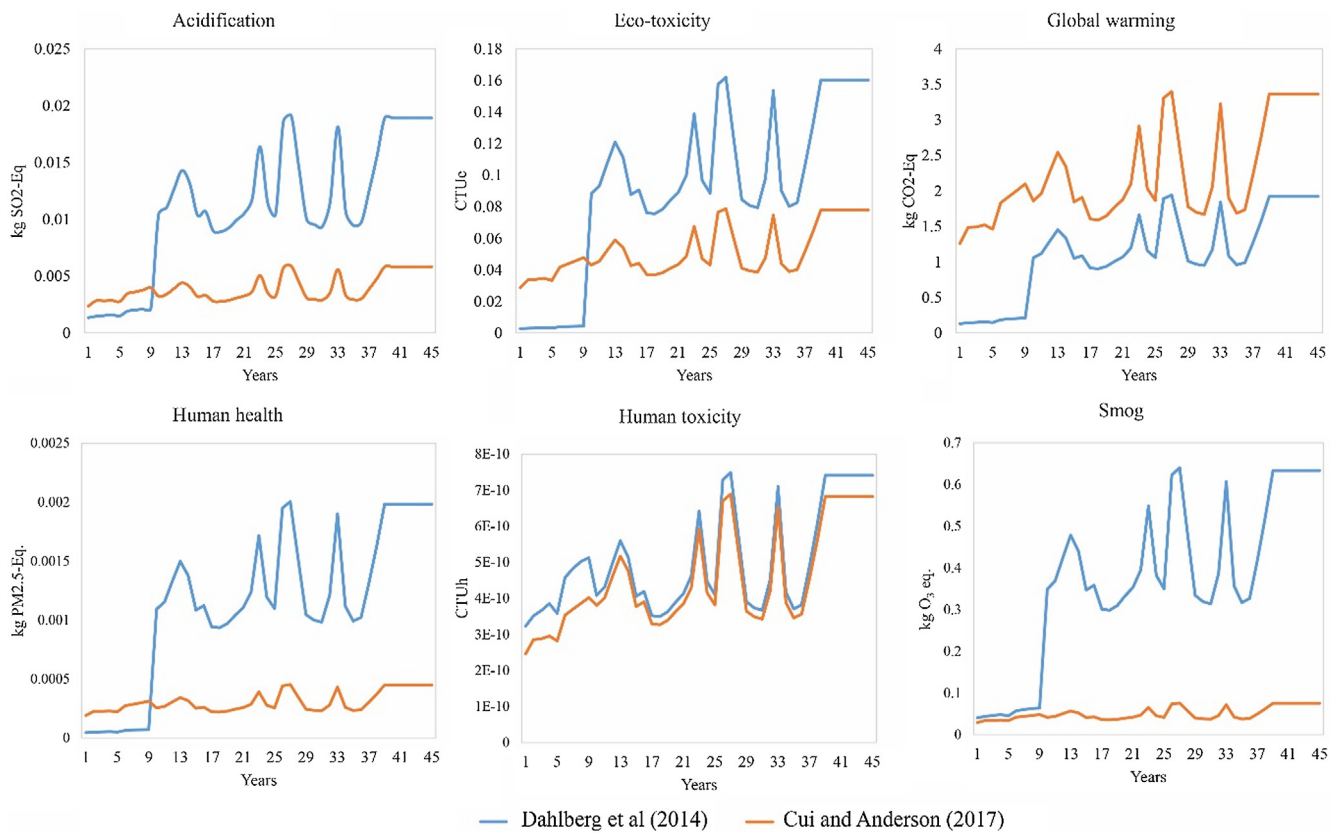 Acidification
kg SO2-Eq
0.025
0.02
0.015
0.01
0.005
0
1 5 9 13 17 21 25 29 33 37 41 45
Years
Eco-toxicity
CTUe
0.18
0.16
0.14
0.12
0.1
0.08
0.06
0.04
0.02
0
1 5 9 13 17 21 25 29 33 37 41 45
Years
Global warming
kg CO2-Eq
4
3.5
3
2.5
2
1.5
1
0.5
0
1 5 9 13 17 21 25 29 33 37 41 45
Years
Human health
kg PM2.5-Eq.
0.0025
0.002
0.0015
0.001
0.0005
0
1 5 9 13 17 21 25 29 33 37 41 45
Years
Human toxicity
CTUh
8E-10
7E-10
6E-10
5E-10
4E-10
3E-10
2E-10
1E-10
0
1 5 9 13 17 21 25 29 33 37 41 45
Years
Smog
kg O₃ eq.
0.7
0.6
0.5
0.4
0.3
0.2
0.1
0
1 5 9 13 17 21 25 29 33 37 41 45
Years
Dahlberg et al (2014)
Cui and Anderson (2017)